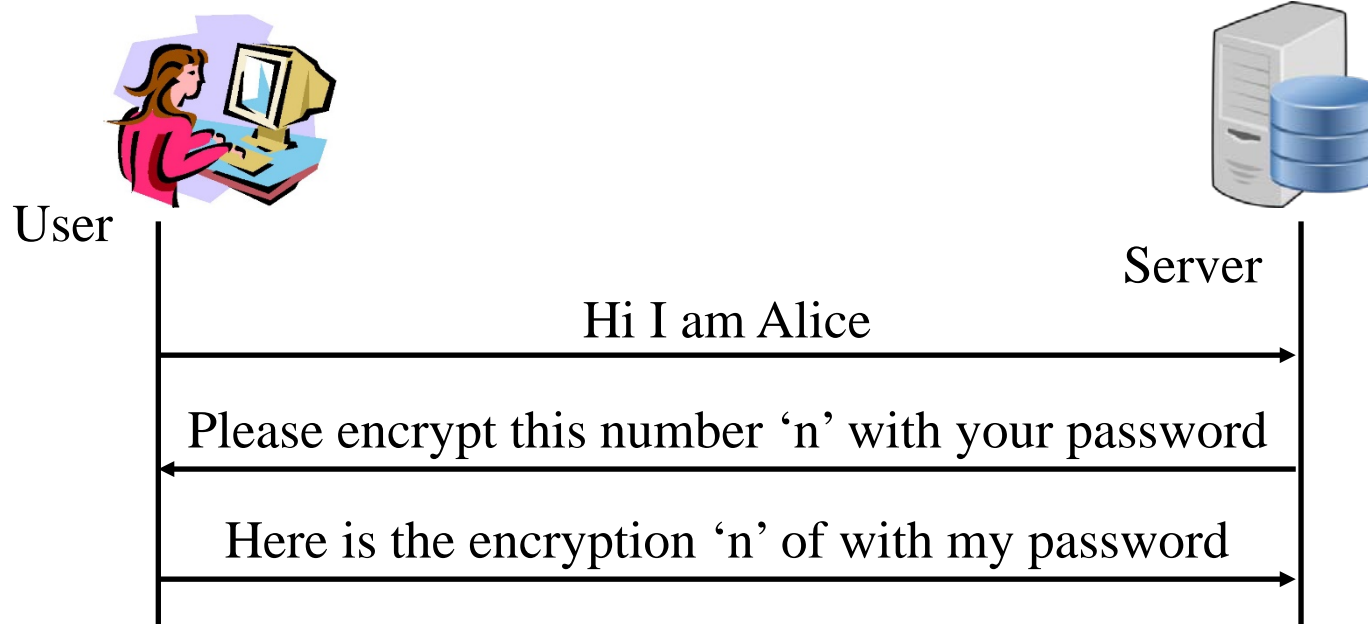 User
Server
Hi I am Alice
Please encrypt this number ‘n’ with your password
Here is the encryption ‘n’ of with my password